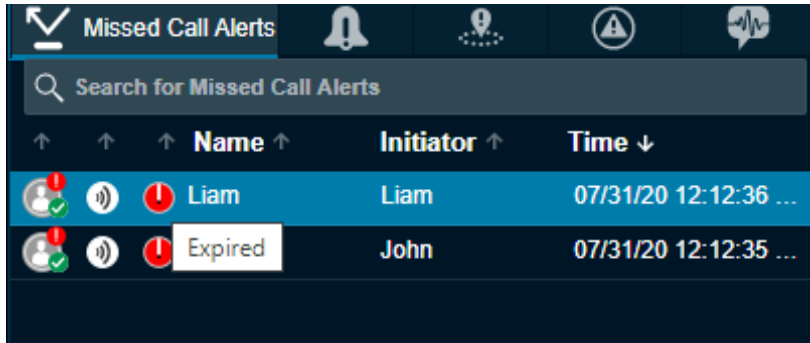 Missed Call Alerts
Search for Missed Call Alerts
Name Initiator Time
Liam Liam 07/31/20 12:12:36 ...
Expired John 07/31/20 12:12:35 ...